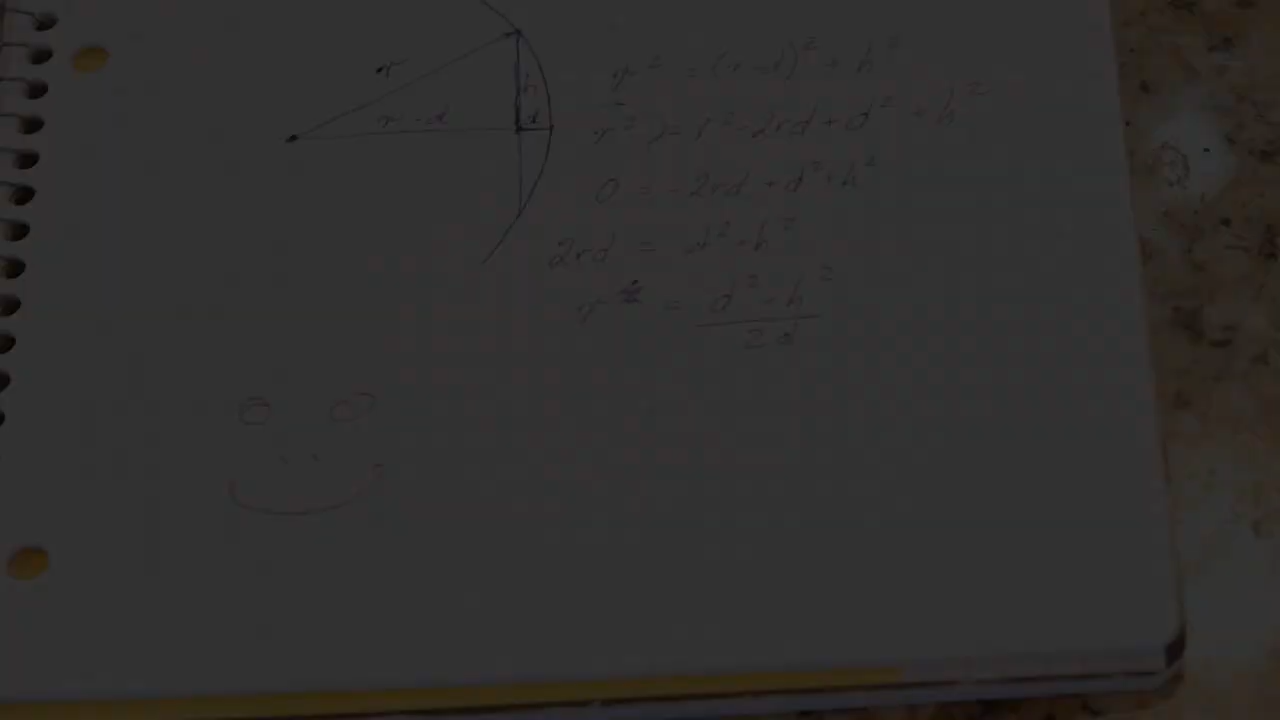 r
h
r - d
d
r² = (r-d)² + h²
r² = r² - 2rd + d² + h²
0 = -2rd + d² + h²
2rd = d² - h²
r = d² - h² / 2d